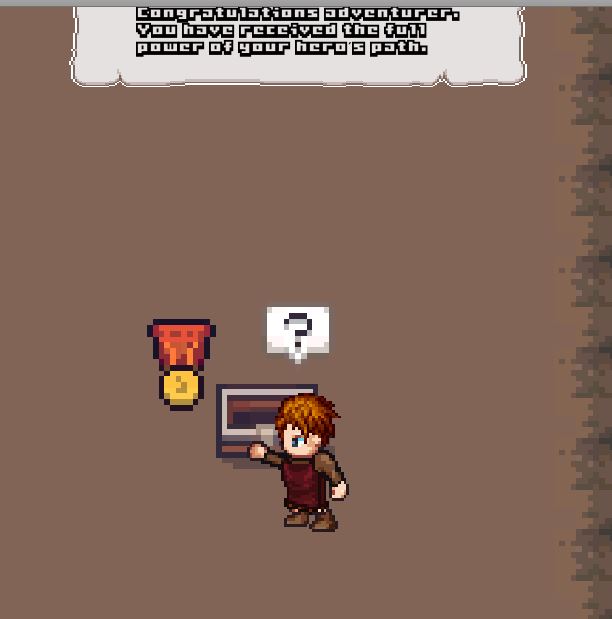 Congratulations adventurer.
You have received the full
power of your hero's path.
?